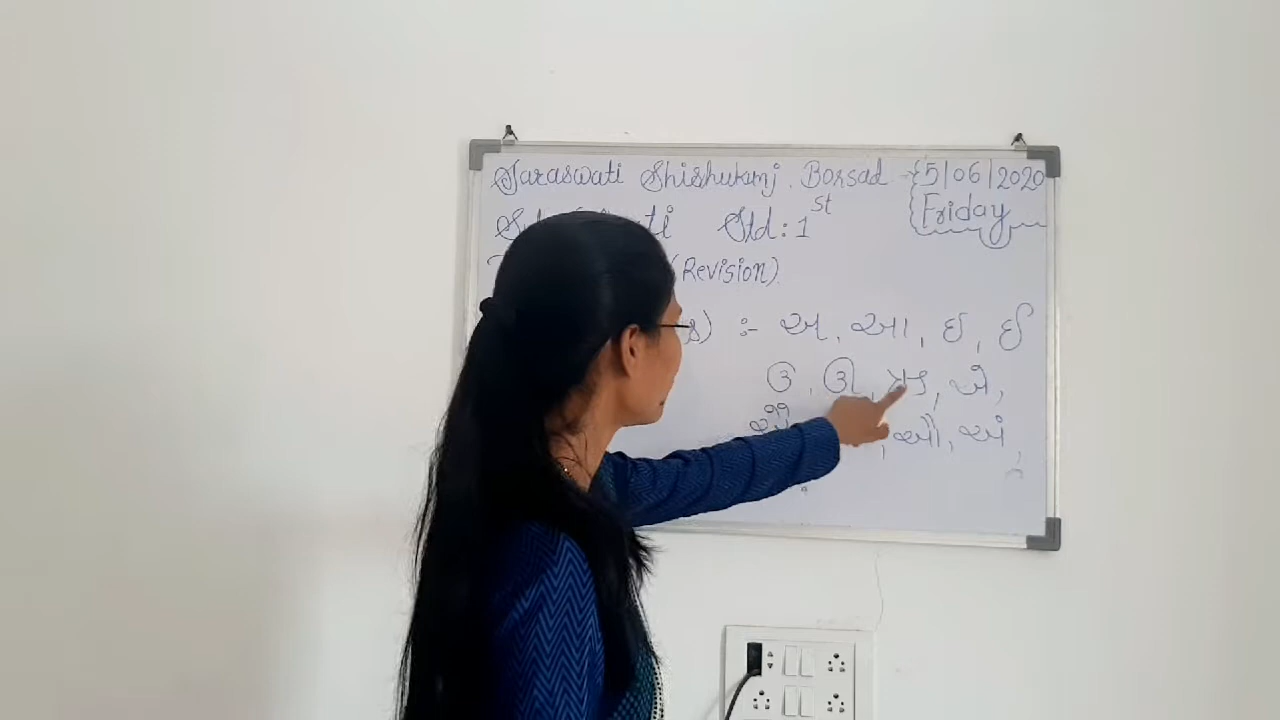 Saraswati Shishukunj. Borsad → 5/06/2020
Std: 1st Friday
(Revision)
:- અ, આ, ઇ, ઈ
ઉ, ઊ, ઋ, એ,
ઐ, ઔ, અં,